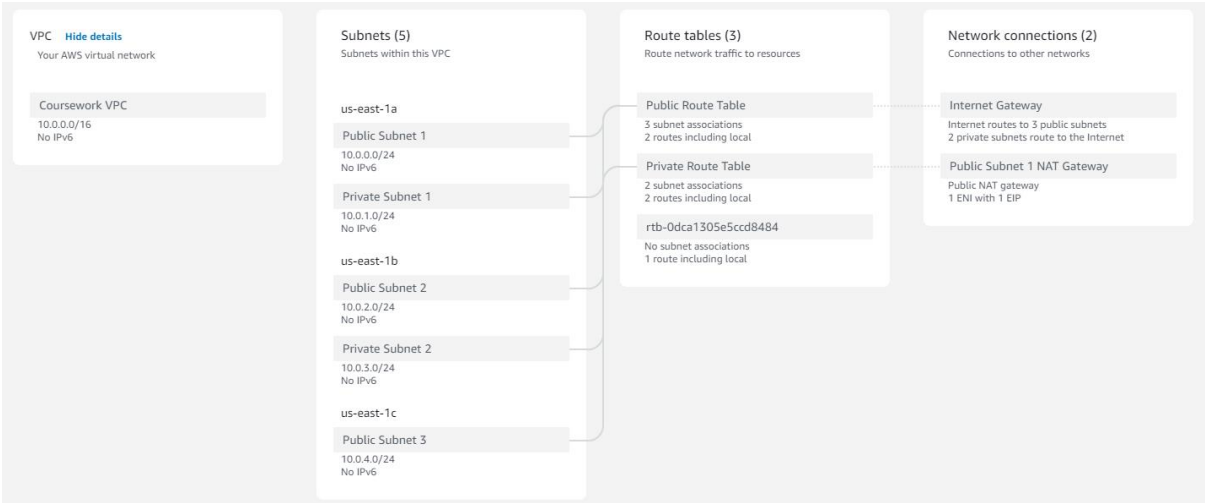 VPC Hide details
Your AWS virtual network
Coursework VPC
10.0.0.0/16
No IPv6
Subnets (5)
Subnets within this VPC
us-east-1a
Public Subnet 1
10.0.0.0/24
No IPv6
Private Subnet 1
10.0.1.0/24
No IPv6
us-east-1b
Public Subnet 2
10.0.2.0/24
No IPv6
Private Subnet 2
10.0.3.0/24
No IPv6
us-east-1c
Public Subnet 3
10.0.4.0/24
No IPv6
Route tables (3)
Route network traffic to resources
Public Route Table
3 subnet associations
2 routes including local
Private Route Table
2 subnet associations
2 routes including local
rtb-0dca1305e5ccd8484
No subnet associations
1 route including local
Network connections (2)
Connections to other networks
Internet Gateway
Internet routes to 3 public subnets
2 private subnets route to the Internet
Public Subnet 1 NAT Gateway
Public NAT gateway
1 ENI with 1 EIP